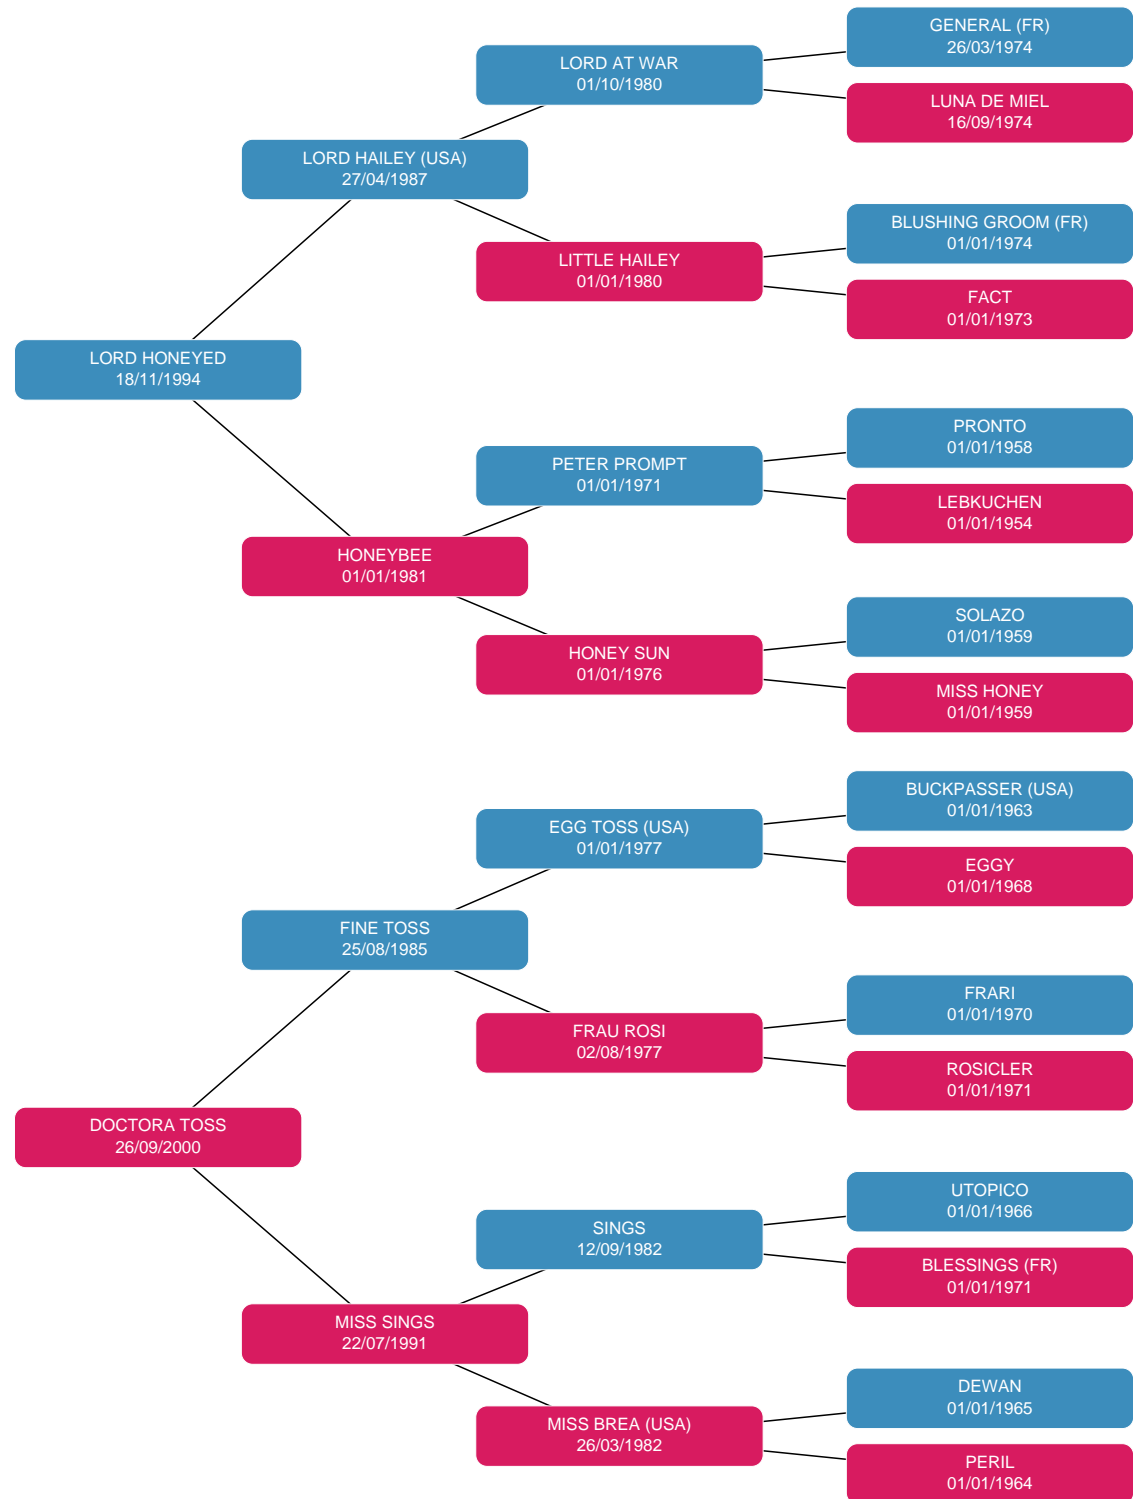 GENERAL (FR)
26/03/1974
LORD AT WAR
01/10/1980
LUNA DE MIEL
16/09/1974
LORD HAILEY (USA)
27/04/1987
BLUSHING GROOM (FR)
01/01/1974
LITTLE HAILEY
01/01/1980
FACT
01/01/1973
LORD HONEYED
18/11/1994
PRONTO
01/01/1958
PETER PROMPT
01/01/1971
LEBKUCHEN
01/01/1954
HONEYBEE
01/01/1981
SOLAZO
01/01/1959
HONEY SUN
01/01/1976
MISS HONEY
01/01/1959
BUCKPASSER (USA)
01/01/1963
EGG TOSS (USA)
01/01/1977
EGGY
01/01/1968
FINE TOSS
25/08/1985
FRARI
01/01/1970
FRAU ROSI
02/08/1977
ROSICLER
01/01/1971
DOCTORA TOSS
26/09/2000
UTOPICO
01/01/1966
SINGS
12/09/1982
BLESSINGS (FR)
01/01/1971
MISS SINGS
22/07/1991
DEWAN
01/01/1965
MISS BREA (USA)
26/03/1982
PERIL
01/01/1964